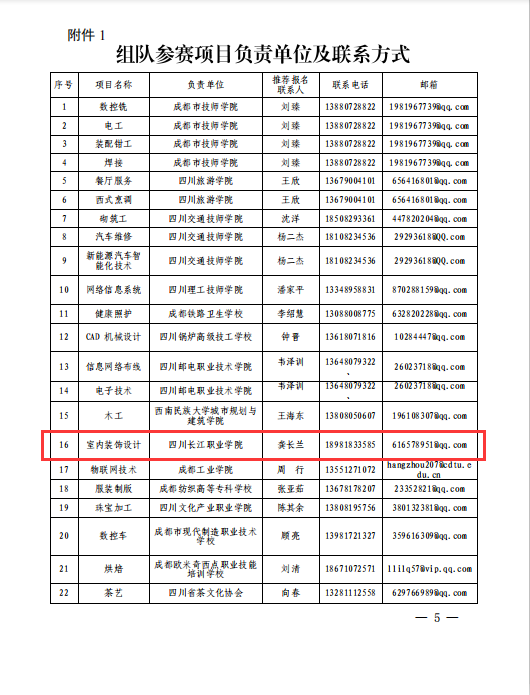 附件 1
组队参赛项目负责单位及联系方式
序号 项目名称 负责单位 推荐报名联系人 联系电话 邮箱
1 数控铣 成都市技师学院 刘臻 13880728822 1981967739@qq.com
2 电工 成都市技师学院 刘臻 13880728822 1981967739@qq.com
3 装配钳工 成都市技师学院 刘臻 13880728822 1981967739@qq.com
4 焊接 成都市技师学院 刘臻 13880728822 1981967739@qq.com
5 餐厅服务 四川旅游学院 王欣 13679004101 656416801@qq.com
6 西式烹调 四川旅游学院 王欣 13679004101 656416801@qq.com
7 砌筑工 四川交通技师学院 沈洋 18508293361 447820204@qq.com
8 汽车维修 四川交通技师学院 杨二杰 18108234536 29293618@QQ.com
9 新能源汽车智能化技术 四川交通技师学院 杨二杰 18108234536 29293618@QQ.com
10 网络信息系统 四川理工技师学院 潘家平 13348958831 87028815@qq.com
11 健康照护 成都铁路卫生学校 李绍慧 13088008775 632820228@qq.com
12 CAD 机械设计 四川锅炉高级技工学校 钟晋 13618071816 10284447@qq.com
13 信息网络布线 四川邮电职业技术学院 韦泽训 13648079322、 26023718@qq.com
14 电子技术 四川邮电职业技术学院 韦泽训 13648079322、 26023718@qq.com
15 木工 西南民族大学城市规划与建筑学院 王海东 13808050607 19610830@qq.com
16 室内装饰设计 四川长江职业学院 龚长兰 18981833585 616578951@qq.com
17 物联网技术 成都工业学院 周 行 13551271072 hangzhou207@cdtu.edu.cn
18 服装制版 成都纺织高等专科学校 张亚茹 13678178207 23352821@qq.com
19 珠宝加工 四川文化产业职业学院 陈其余 13808195756 380132381@qq.com
20 数控车 成都市现代制造职业技术学校 顾亮 13981721327 359616309@qq.com
21 烘焙 成都欧米奇西点职业技能培训学校 刘清 18671072571 1111q57@vip.qq.com
22 茶艺 四川省茶文化协会 向春 13281112558 62976698@qq.com
— 5 —